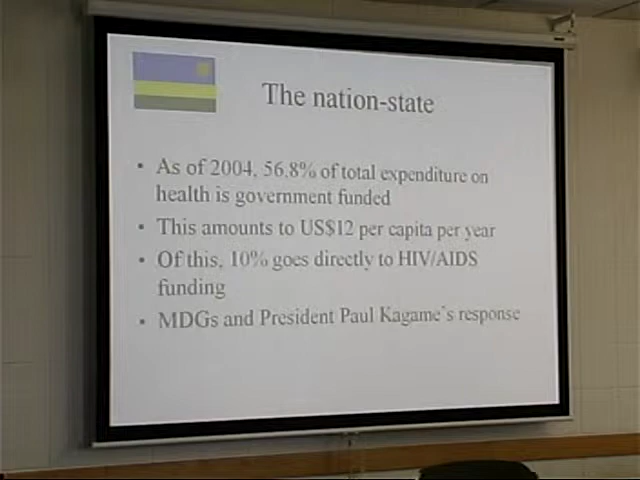 The nation-state
• As of 2004, 56.8% of total expenditure on
health is government funded
• This amounts to US$12 per capita per year
• Of this, 10% goes directly to HIV/AIDS
funding
• MDGs and President Paul Kagame's response